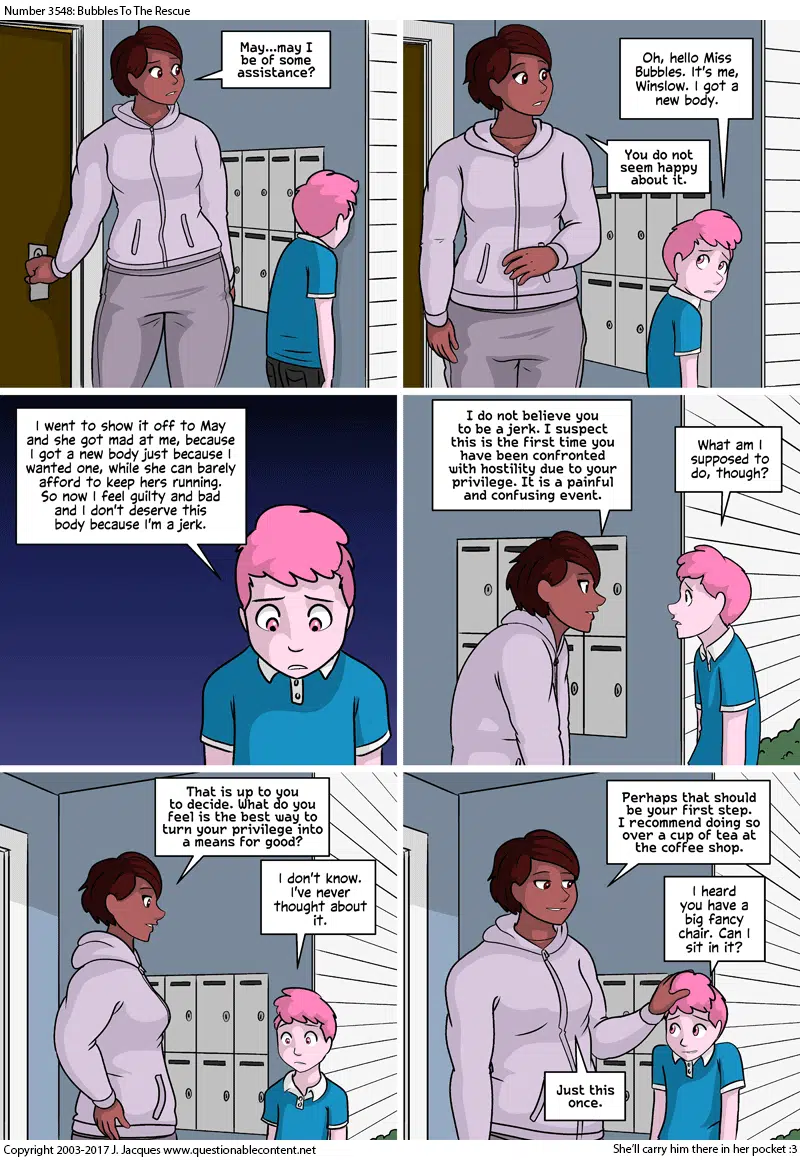 Number 3548: Bubbles To The Rescue
May...may I
be of some
assistance?
Oh, hello Miss
Bubbles. It's me,
Winslow. I got a
new body.
You do not
seem happy
about it.
I went to show it off to May
and she got mad at me, because
I got a new body just because I
wanted one, while she can barely
afford to keep hers running.
So now I feel guilty and bad
and I don't deserve this
body because I'm a jerk.
I do not believe you
to be a jerk. I suspect
this is the first time you
have been confronted
with hostility due to your
privilege. It is a painful
and confusing event.
What am I
supposed to
do, though?
That is up to you
to decide. What do you
feel is the best way to
turn your privilege into
a means for good?
I don't know.
I've never
thought about
it.
Perhaps that should
be your first step.
I recommend doing so
over a cup of tea at
the coffee shop.
I heard
you have a
big fancy
chair. Can I
sit in it?
Just this
once.
Copyright 2003-2017 J. Jacques www.questionablecontent.net
She'll carry him there in her pocket :3